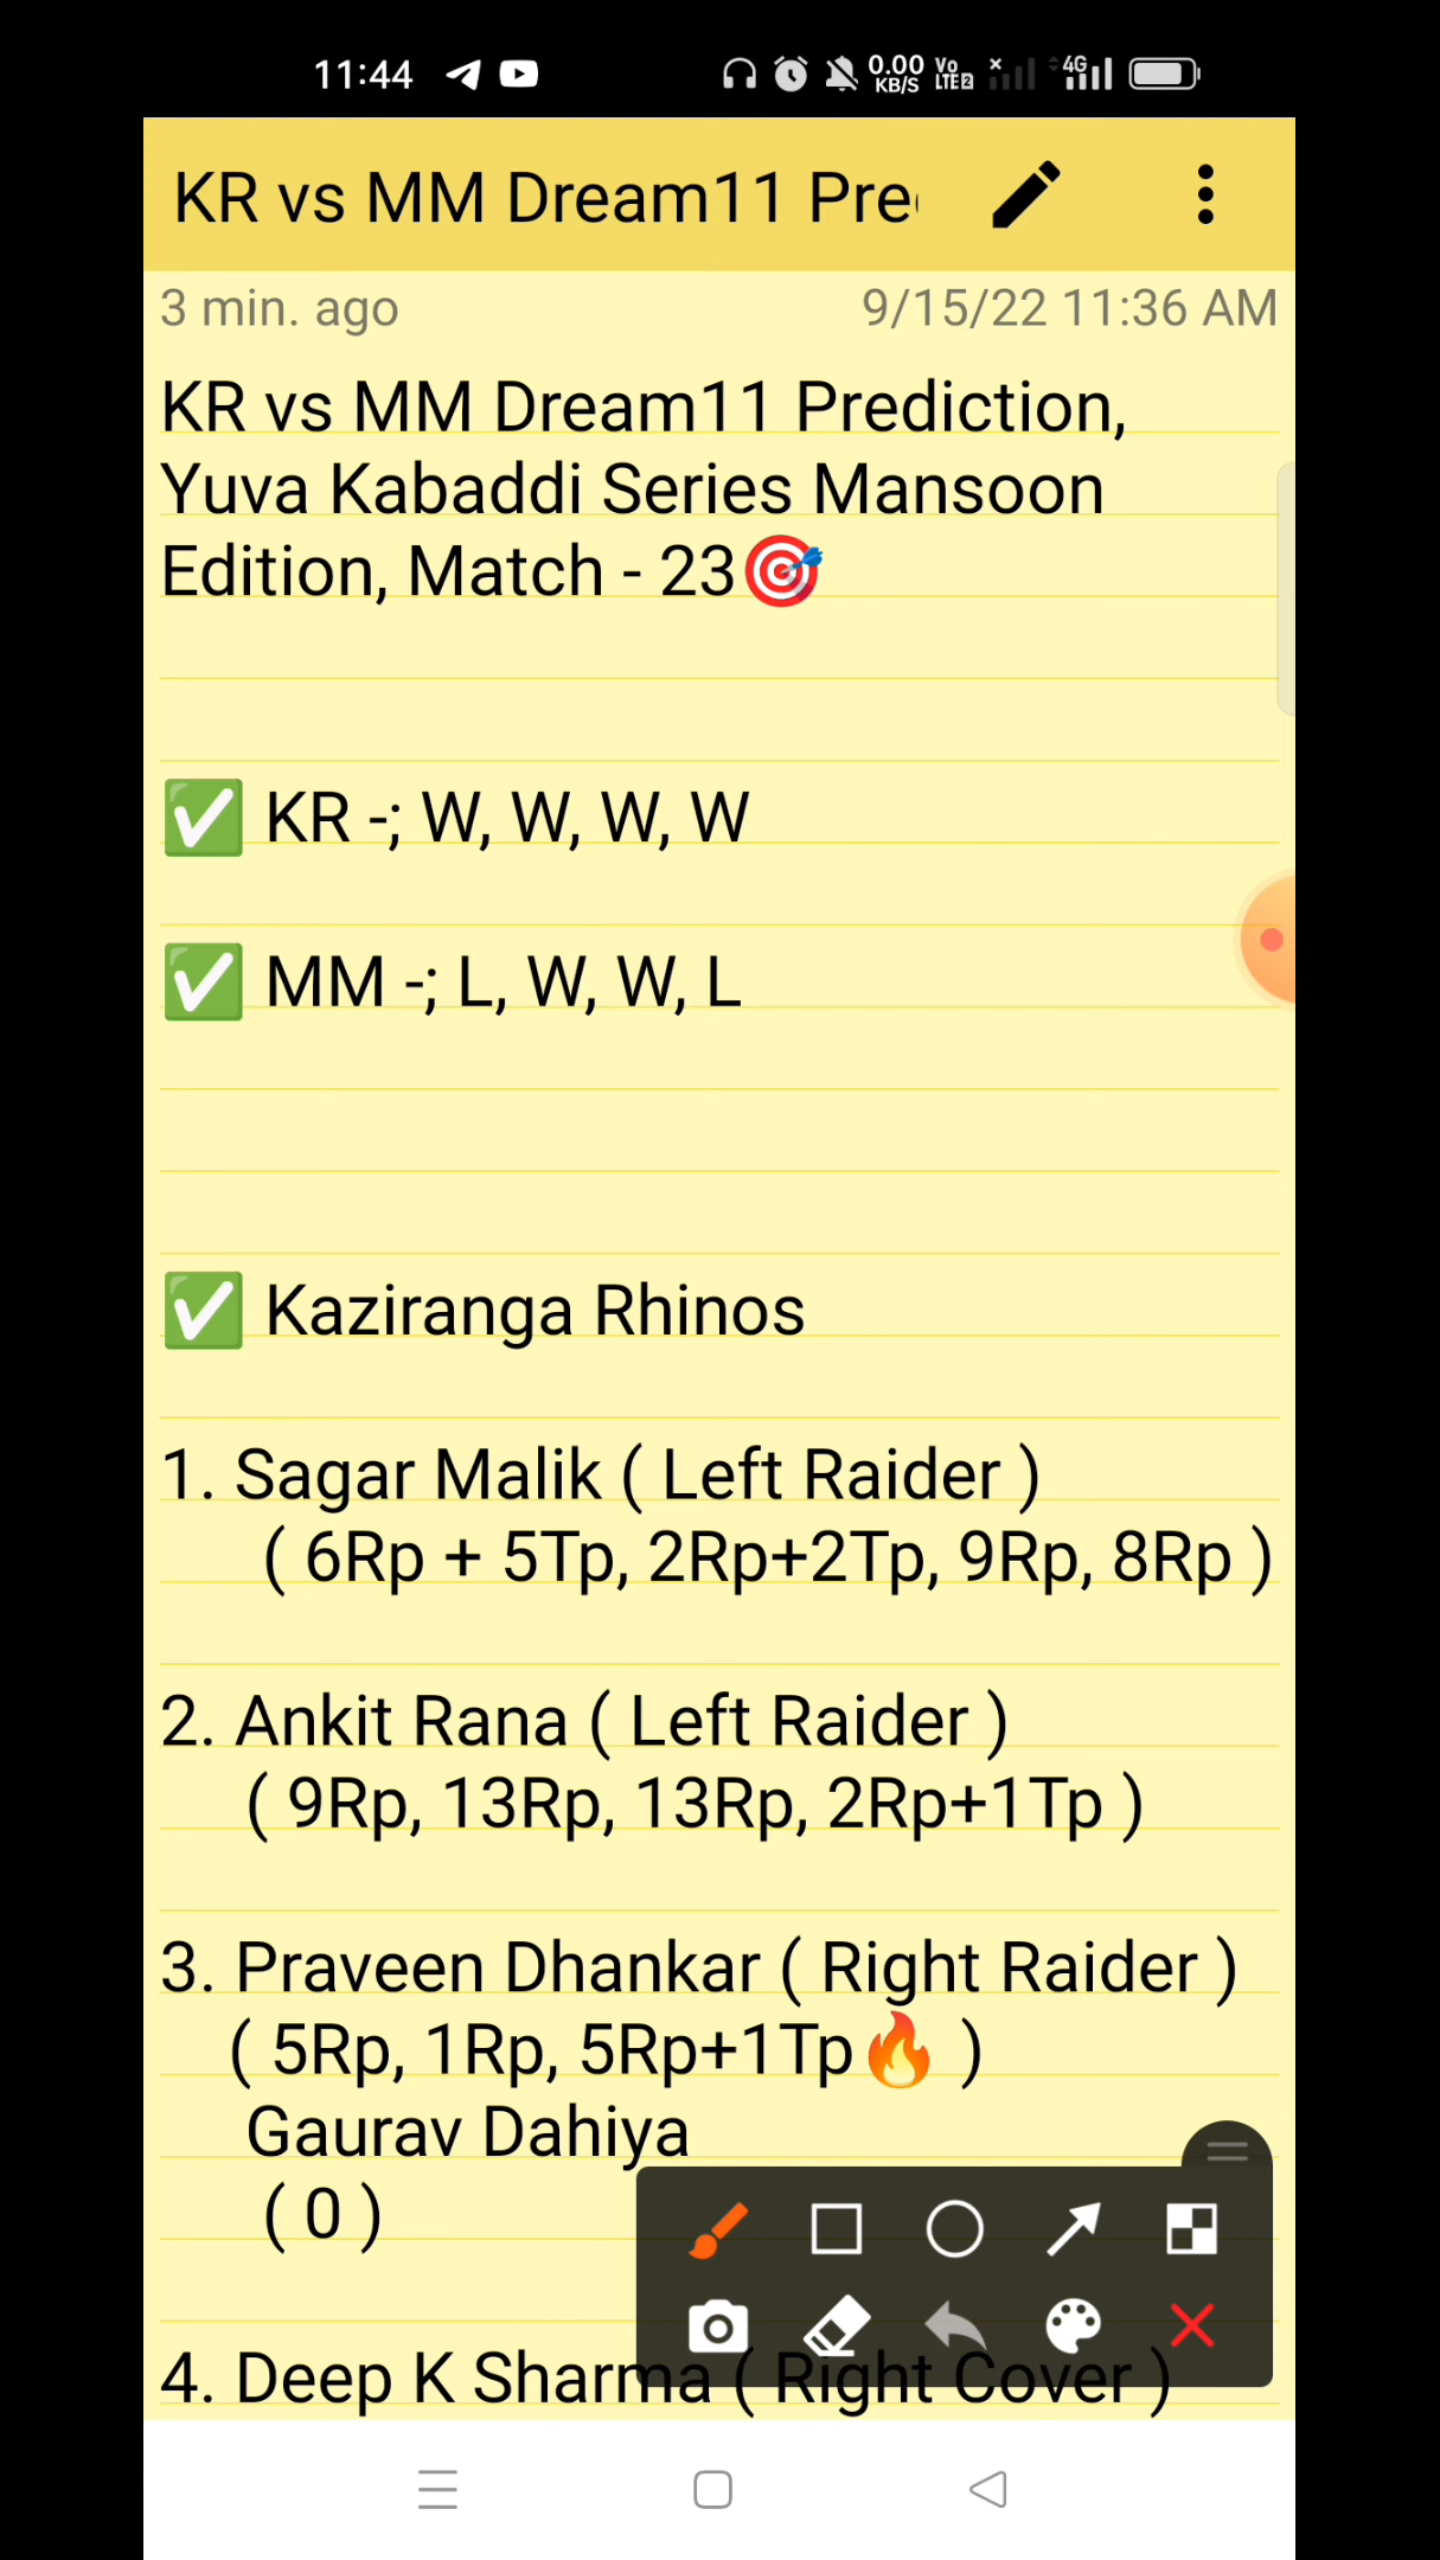 11:44 0.00 KB/S Vo LTE2 4G
KR vs MM Dream11 Pre
3 min. ago 9/15/22 11:36 AM
KR vs MM Dream11 Prediction,
Yuva Kabaddi Series Mansoon
Edition, Match - 23🎯
✅ KR -; W, W, W, W
✅ MM -; L, W, W, L
✅ Kaziranga Rhinos
1. Sagar Malik ( Left Raider )
( 6Rp + 5Tp, 2Rp+2Tp, 9Rp, 8Rp )
2. Ankit Rana ( Left Raider )
( 9Rp, 13Rp, 13Rp, 2Rp+1Tp )
3. Praveen Dhankar ( Right Raider )
( 5Rp, 1Rp, 5Rp+1Tp🔥 )
Gaurav Dahiya
( 0 )
4. Deep K Sharma ( Right Cover )